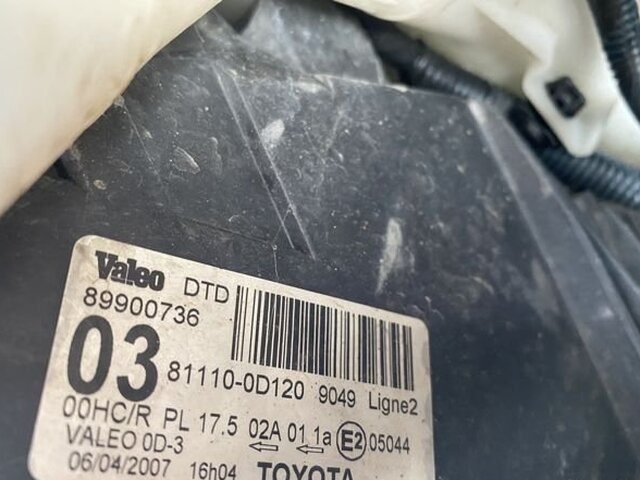 Valeo DTD
89900736
03 81110-0D120 9049 Ligne2
00HC/R PL 17.5 02A 01 1a E2 05044
VALEO 0D-3
06/04/2007 16h04 TOYOTA